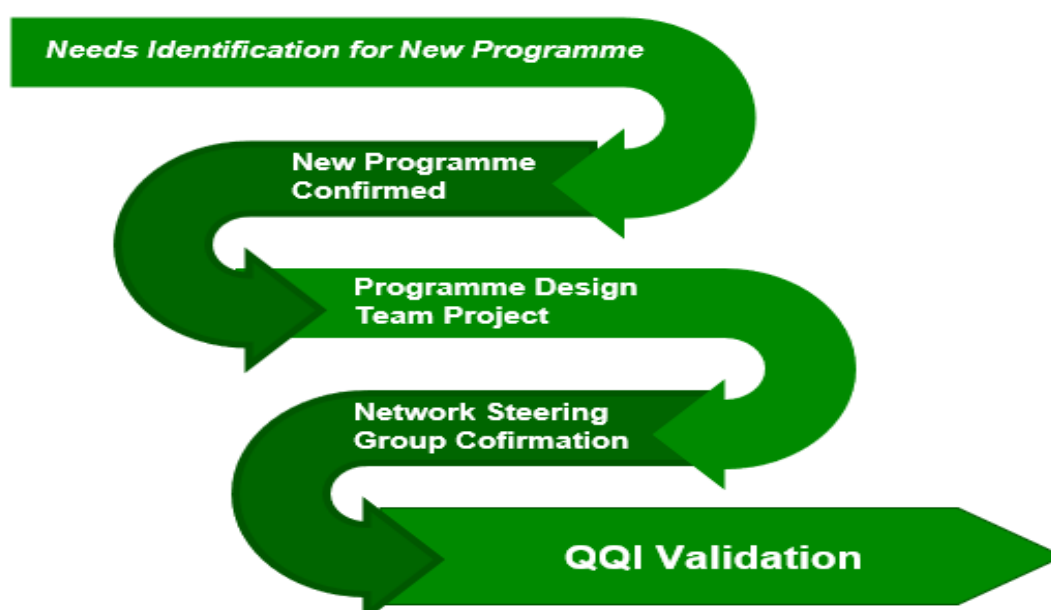 Needs Identification for New Programme
New Programme
Confirmed
Programme Design
Team Project
Network Steering
Group Cofirmation
QQI Validation